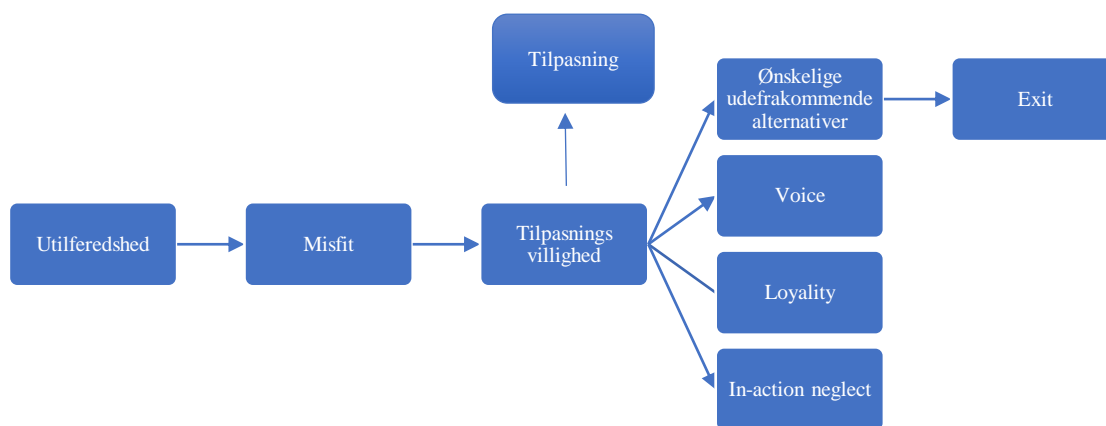 Tilpasning
Ønskelige
udefrakommende
alternativer
Exit
Voice
Utilferedshed
Misfit
Tilpasnings
villighed
Loyality
In-action neglect